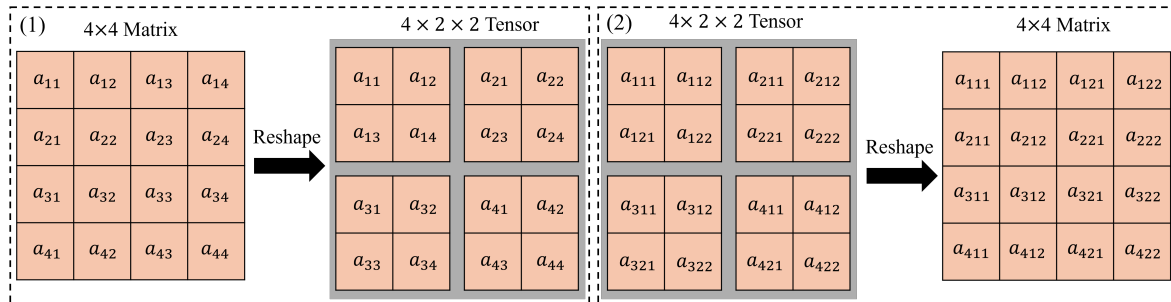 (1)
4×4 Matrix
a11 a12 a13 a14
a21 a22 a23 a24
a31 a32 a33 a34
a41 a42 a43 a44
Reshape
4 × 2 × 2 Tensor
a11 a12 a21 a22
a13 a14 a23 a24
a31 a32 a41 a42
a33 a34 a43 a44
(2)
4× 2 × 2 Tensor
a111 a112 a211 a212
a121 a122 a221 a222
a311 a312 a411 a412
a321 a322 a421 a422
Reshape
4×4 Matrix
a111 a112 a121 a122
a211 a212 a221 a222
a311 a312 a321 a322
a411 a412 a421 a422